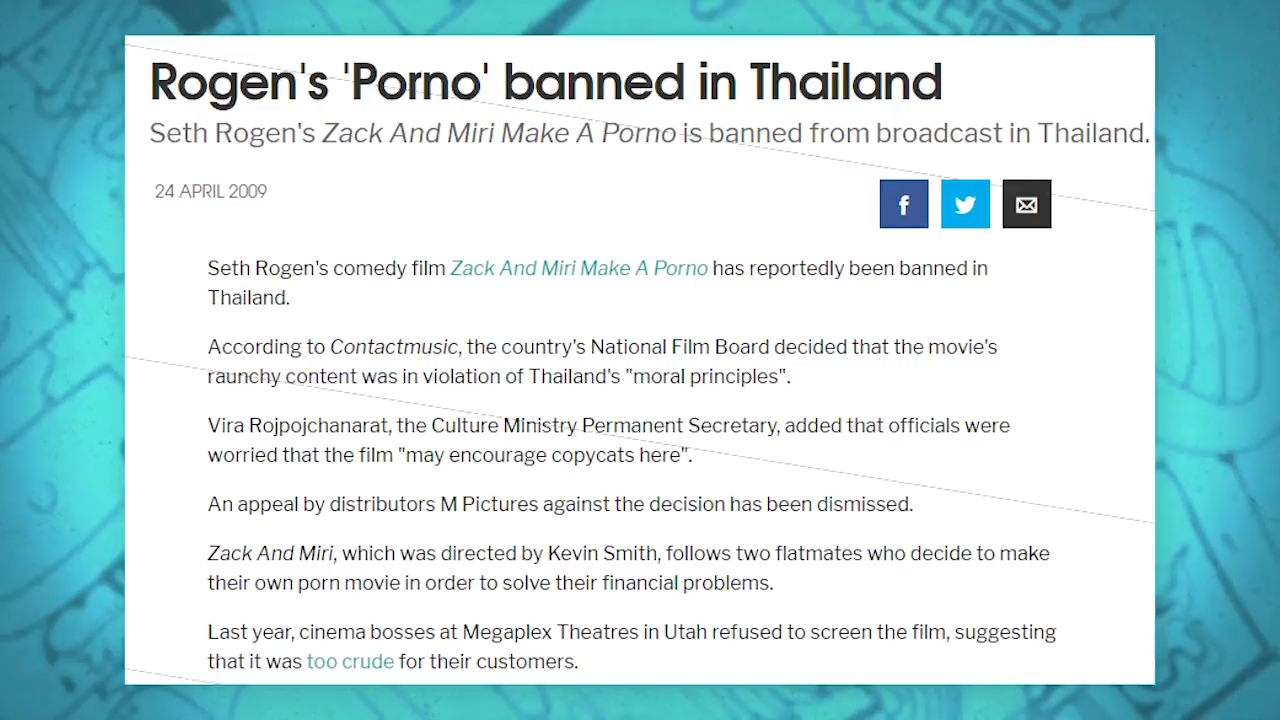 Rogen's 'Porno' banned in Thailand
Seth Rogen's Zack And Miri Make A Porno is banned from broadcast in Thailand.
24 APRIL 2009
f
Seth Rogen's comedy film Zack And Miri Make A Porno has reportedly been banned in
Thailand.
According to Contactmusic, the country's National Film Board decided that the movie's
raunchy content was in violation of Thailand's "moral principles".
Vira Rojpojchanarat, the Culture Ministry Permanent Secretary, added that officials were
worried that the film "may encourage copycats here".
An appeal by distributors M Pictures against the decision has been dismissed.
Zack And Miri, which was directed by Kevin Smith, follows two flatmates who decide to make
their own porn movie in order to solve their financial problems.
Last year, cinema bosses at Megaplex Theatres in Utah refused to screen the film, suggesting
that it was too crude for their customers.